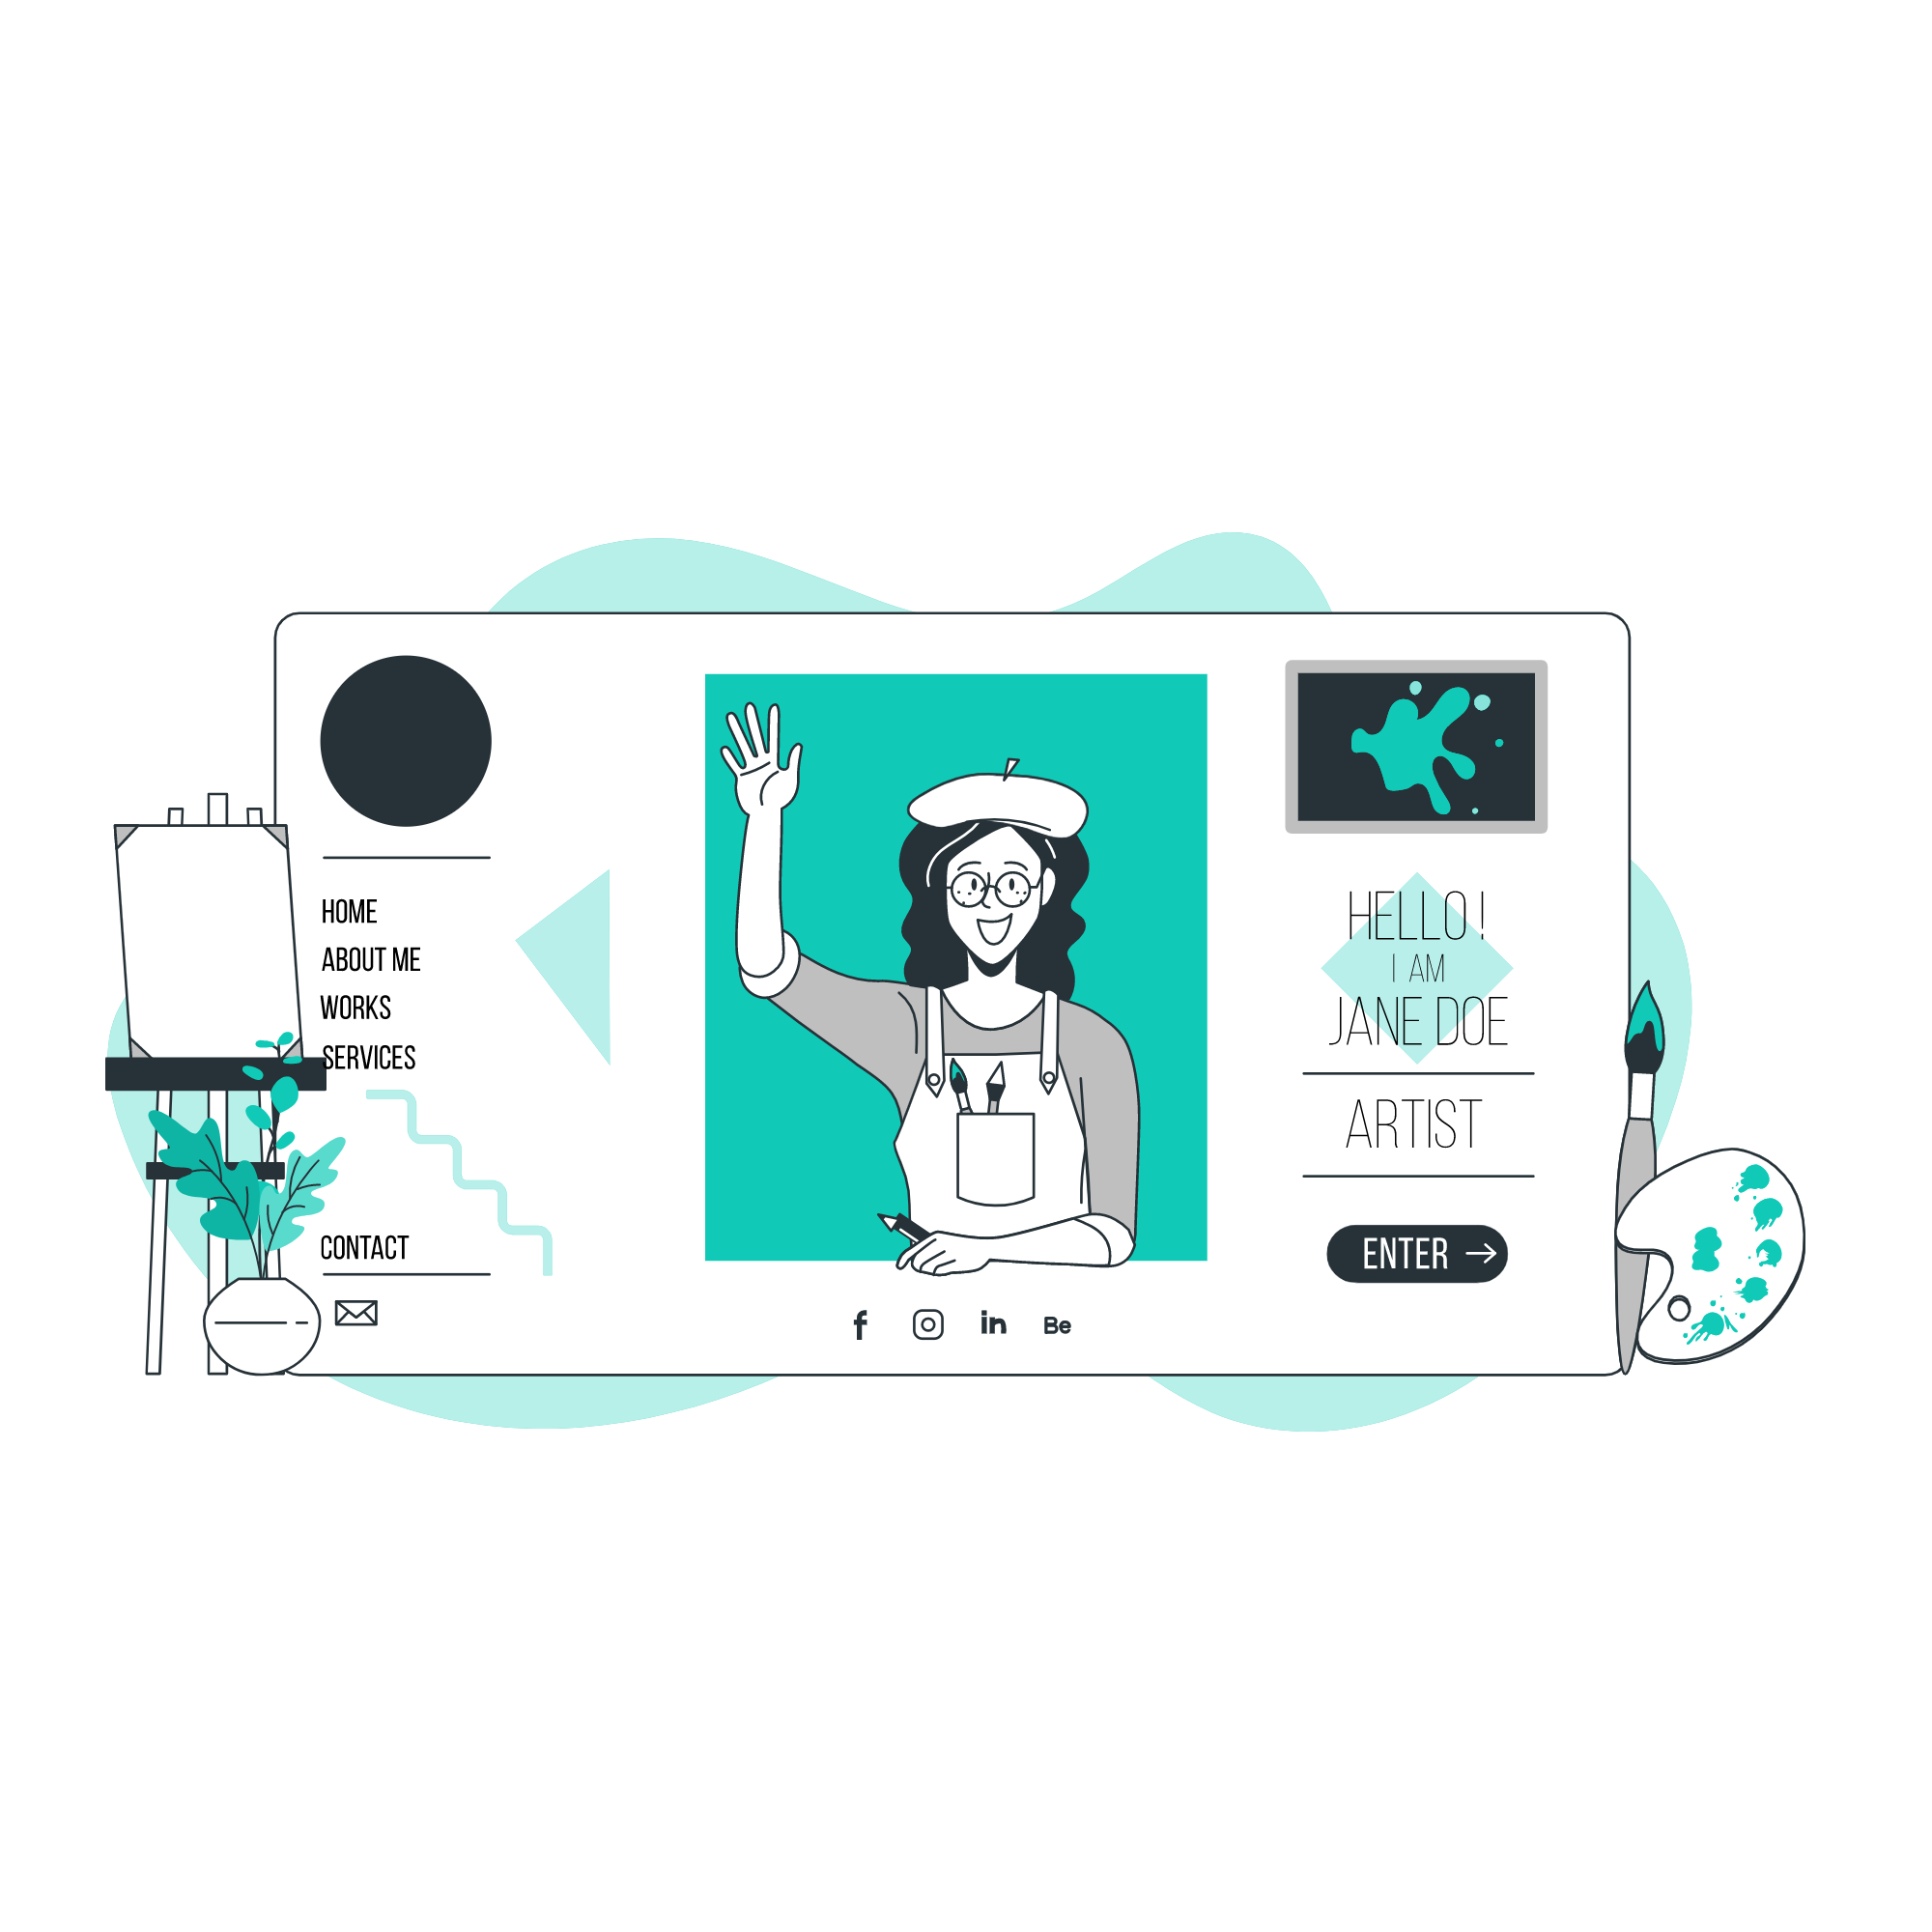 HOME
ABOUT ME
WORKS
SERVICES
CONTACT
HELLO !
I AM
JANE DOE
ARTIST
ENTER
f
in
Be